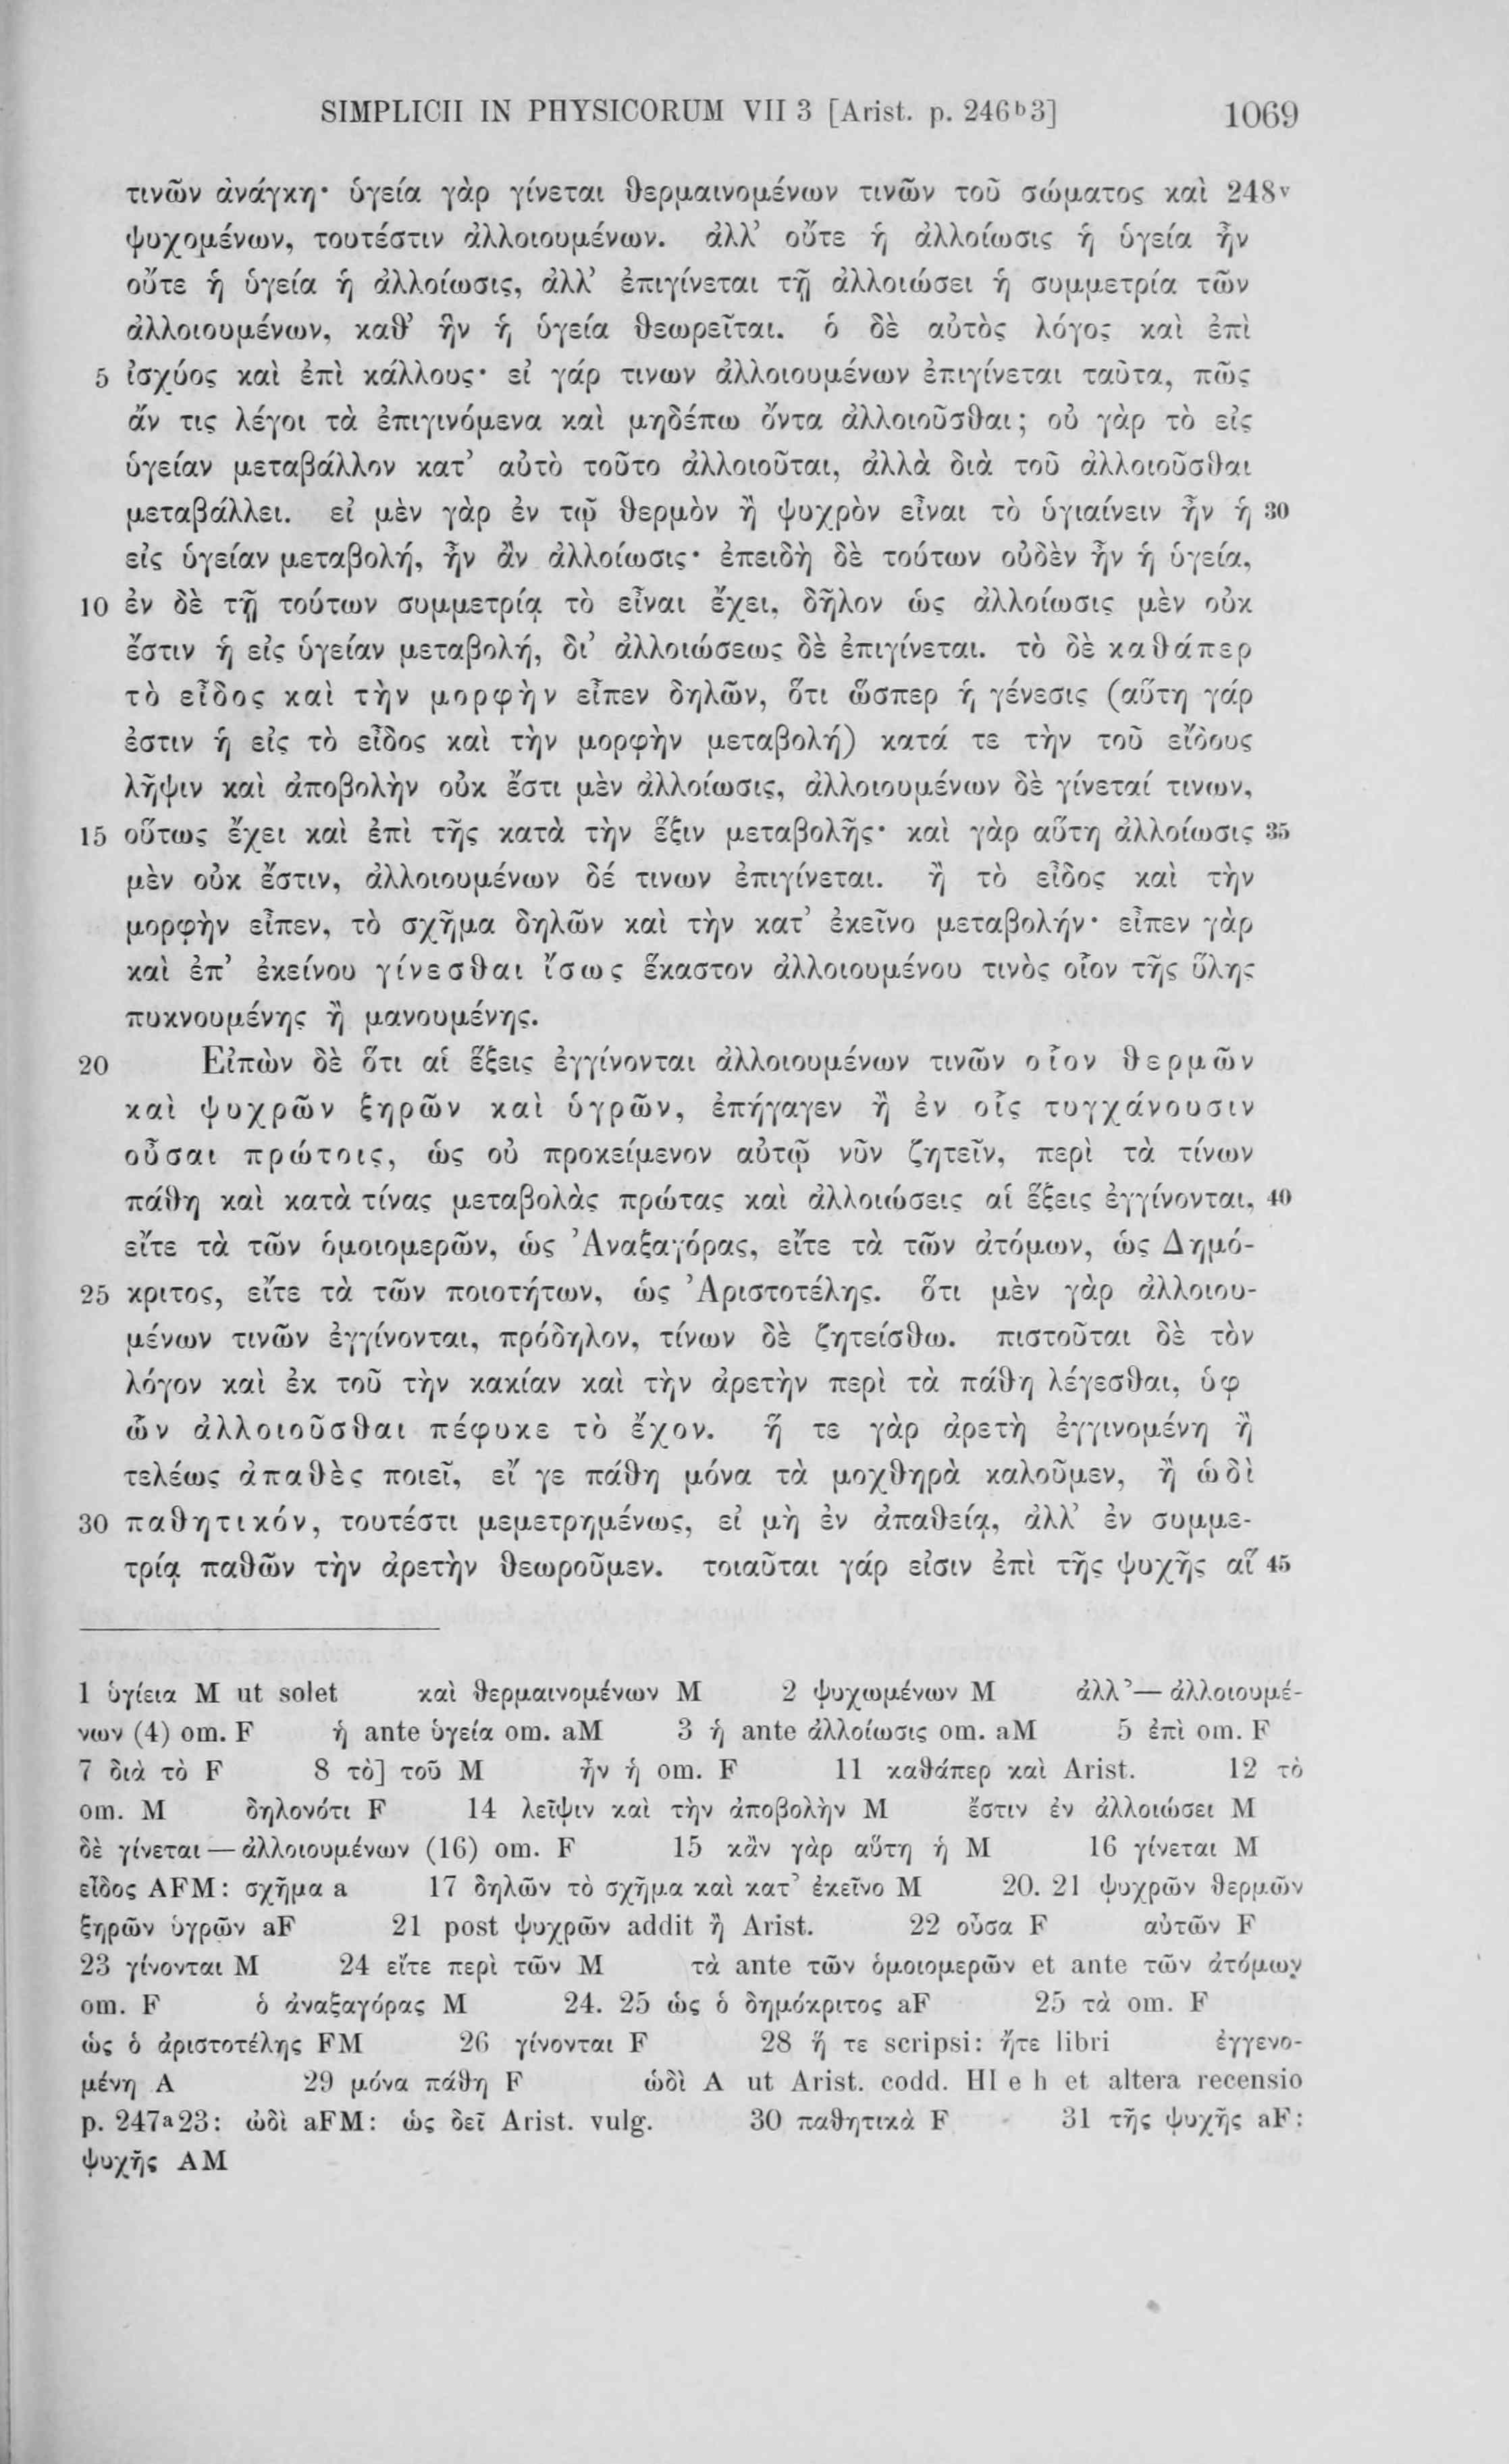 SIMPLICII IN PHYSICORUM VII 3 [Arist. p. 246ᵇ3] 1069
τινῶν ἀνάγκη· ὑγεία γὰρ γίνεται θερμαινομένων τινῶν τοῦ σώματος καὶ 248ᵛ
ψυχομένων, τουτέστιν ἀλλοιουμένων. ἀλλ’ οὔτε ἡ ἀλλοίωσις ἡ ὑγεία ἦν
οὔτε ἡ ὑγεία ἡ ἀλλοίωσις, ἀλλ’ ἐπιγίνεται τῇ ἀλλοιώσει ἡ συμμετρία τῶν
ἀλλοιουμένων, καθ’ ἣν ἡ ὑγεία θεωρεῖται. ὁ δὲ αὐτὸς λόγος καὶ ἐπὶ
5 ἰσχύος καὶ ἐπὶ κάλλους· εἰ γάρ τινων ἀλλοιουμένων ἐπιγίνεται ταῦτα, πῶς
ἄν τις λέγοι τὰ ἐπιγινόμενα καὶ μηδέπω ὄντα ἀλλοιοῦσθαι; οὐ γὰρ τὸ εἰς
ὑγείαν μεταβάλλον κατ’ αὐτὸ τοῦτο ἀλλοιοῦται, ἀλλὰ διὰ τοῦ ἀλλοιοῦσθαι
μεταβάλλει. εἰ μὲν γὰρ ἐν τῷ θερμὸν ἢ ψυχρὸν εἶναι τὸ ὑγιαίνειν ἦν ἡ 30
εἰς ὑγείαν μεταβολή, ἦν ἂν ἀλλοίωσις· ἐπειδὴ δὲ τούτων οὐδὲν ἦν ἡ ὑγεία,
10 ἐν δὲ τῇ τούτων συμμετρίᾳ τὸ εἶναι ἔχει, δῆλον ὡς ἀλλοίωσις μὲν οὐκ
ἔστιν ἡ εἰς ὑγείαν μεταβολή, δι’ ἀλλοιώσεως δὲ ἐπιγίνεται. τὸ δὲ καθάπερ
τὸ εἶδος καὶ τὴν μορφὴν εἶπεν δηλῶν, ὅτι ὥσπερ ἡ γένεσις (αὕτη γάρ
ἐστιν ἡ εἰς τὸ εἶδος καὶ τὴν μορφὴν μεταβολή) κατά τε τὴν τοῦ εἴδους
λῆψιν καὶ ἀποβολὴν οὐκ ἔστι μὲν ἀλλοίωσις, ἀλλοιουμένων δὲ γίνεταί τινων,
15 οὕτως ἔχει καὶ ἐπὶ τῆς κατὰ τὴν ἕξιν μεταβολῆς· καὶ γὰρ αὕτη ἀλλοίωσις 35
μὲν οὐκ ἔστιν, ἀλλοιουμένων δέ τινων ἐπιγίνεται. ἢ τὸ εἶδος καὶ τὴν
μορφὴν εἶπεν, τὸ σχῆμα δηλῶν καὶ τὴν κατ’ ἐκεῖνο μεταβολήν· εἶπεν γὰρ
καὶ ἐπ’ ἐκείνου γίνεσθαι ἴσως ἕκαστον ἀλλοιουμένου τινὸς οἷον τῆς ὕλης
πυκνουμένης ἢ μανουμένης.
20 Εἰπὼν δὲ ὅτι αἱ ἕξεις ἐγγίνονται ἀλλοιουμένων τινῶν οἷον θερμῶν
καὶ ψυχρῶν ξηρῶν καὶ ὑγρῶν, ἐπήγαγεν ἢ ἐν οἷς τυγχάνουσιν
οὖσαι πρώτοις, ὡς οὐ προκείμενον αὐτῷ νῦν ζητεῖν, περὶ τὰ τίνων
πάθη καὶ κατὰ τίνας μεταβολὰς πρώτας καὶ ἀλλοιώσεις αἱ ἕξεις ἐγγίνονται, 40
εἴτε τὰ τῶν ὁμοιομερῶν, ὡς Ἀναξαγόρας, εἴτε τὰ τῶν ἀτόμων, ὡς Δημό-
25 κριτος, εἴτε τὰ τῶν ποιοτήτων, ὡς Ἀριστοτέλης. ὅτι μὲν γὰρ ἀλλοιου-
μένων τινῶν ἐγγίνονται, πρόδηλον, τίνων δὲ ζητείσθω. πιστοῦται δὲ τὸν
λόγον καὶ ἐκ τοῦ τὴν κακίαν καὶ τὴν ἀρετὴν περὶ τὰ πάθη λέγεσθαι, ὑφ
ὧν ἀλλοιοῦσθαι πέφυκε τὸ ἔχον. ἥ τε γὰρ ἀρετὴ ἐγγινομένη ἢ
τελέως ἀπαθὲς ποιεῖ, εἴ γε πάθη μόνα τὰ μοχθηρὰ καλοῦμεν, ἢ ὡδὶ
30 παθητικόν, τουτέστι μεμετρημένως, εἰ μὴ ἐν ἀπαθείᾳ, ἀλλ’ ἐν συμμε-
τρίᾳ παθῶν τὴν ἀρετὴν θεωροῦμεν. τοιαῦται γάρ εἰσιν ἐπὶ τῆς ψυχῆς αἵ 45
1 ὑγίεια M ut solet καὶ θερμαινομένων M 2 ψυχωμένων M ἀλλ’ — ἀλλοιουμέ-
νων (4) om. F ἡ ante ὑγεία om. aM 3 ἡ ante ἀλλοίωσις om. aM 5 ἐπὶ om. F
7 διὰ τὸ F 8 τὸ] τοῦ M ἦν ἡ om. F 11 καθάπερ καὶ Arist. 12 τὸ
om. M δηλονότι F 14 λεῖψιν καὶ τὴν ἀποβολὴν M ἔστιν ἐν ἀλλοιώσει M
δὲ γίνεται — ἀλλοιουμένων (16) om. F 15 κἂν γὰρ αὕτη ἡ M 16 γίνεται M
εἶδος AFM: σχῆμα a 17 δηλῶν τὸ σχῆμα καὶ κατ’ ἐκεῖνο M 20. 21 ψυχρῶν θερμῶν
ξηρῶν ὑγρῶν aF 21 post ψυχρῶν addit ἢ Arist. 22 οὖσα F αὐτῶν F
23 γίνονται M 24 εἴτε περὶ τῶν M τὰ ante τῶν ὁμοιομερῶν et ante τῶν ἀτόμων
om. F ὁ ἀναξαγόρας M 24. 25 ὡς ὁ δημόκριτος aF 25 τὰ om. F
ὡς ὁ ἀριστοτέλης FM 26 γίνονται F 28 ἥ τε scripsi: ἤτε libri ἐγγενο-
μένη A 29 μόνα πάθη F ὡδὶ A ut Arist. codd. HI e h et altera recensio
p. 247ᵃ23: ὠδὶ aFM: ὡς δεῖ Arist. vulg. 30 παθητικὰ F 31 τῆς ψυχῆς aF:
ψυχῆς AM